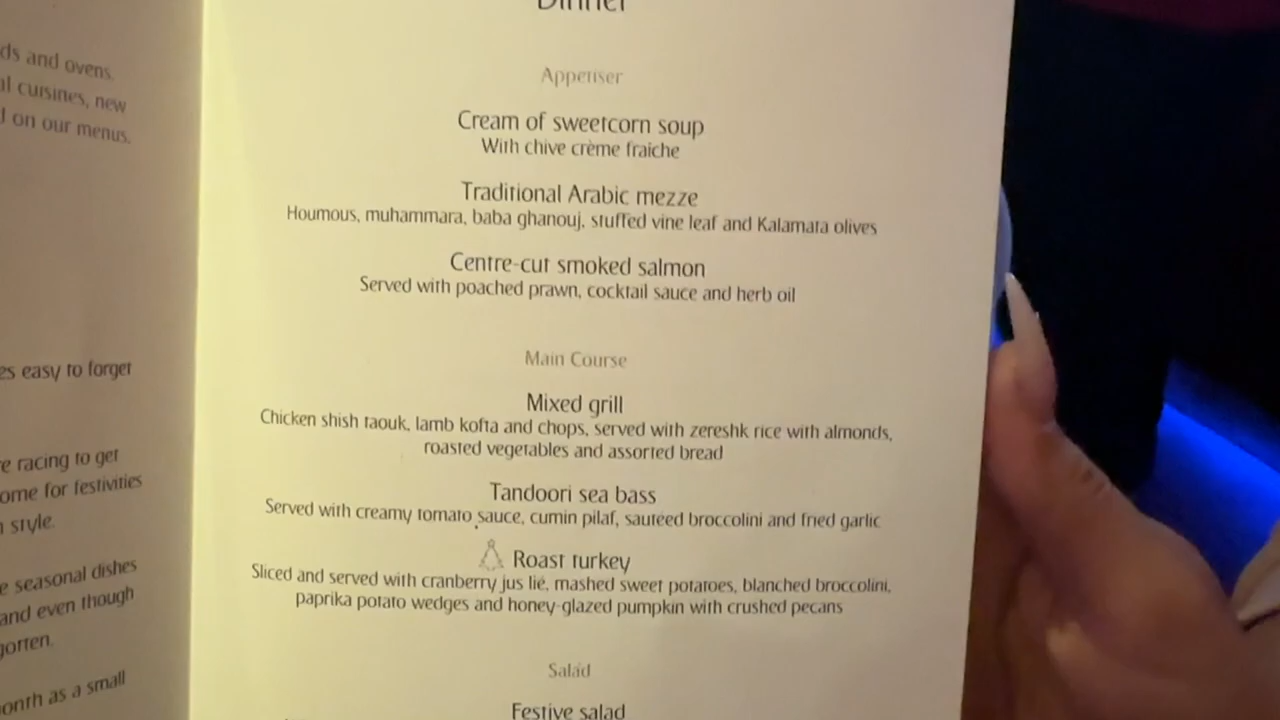 ds and ovens.
al cuisines, new
d on our menus.
es easy to forget
re racing to get
ome for festivities
n style.
e seasonal dishes
and even though
gotten.
onth as a small
Dinner
Appetiser
Cream of sweetcorn soup
With chive crème fraiche
Traditional Arabic mezze
Houmous, muhammara, baba ghanouj, stuffed vine leaf and Kalamata olives
Centre-cut smoked salmon
Served with poached prawn, cocktail sauce and herb oil
Main Course
Mixed grill
Chicken shish taouk, lamb kofta and chops, served with zereshk rice with almonds,
roasted vegetables and assorted bread
Tandoori sea bass
Served with creamy tomato sauce, cumin pilaf, sautéed broccolini and fried garlic
Roast turkey
Sliced and served with cranberry jus lié, mashed sweet potatoes, blanched broccolini,
paprika potato wedges and honey-glazed pumpkin with crushed pecans
Salad
Festive salad